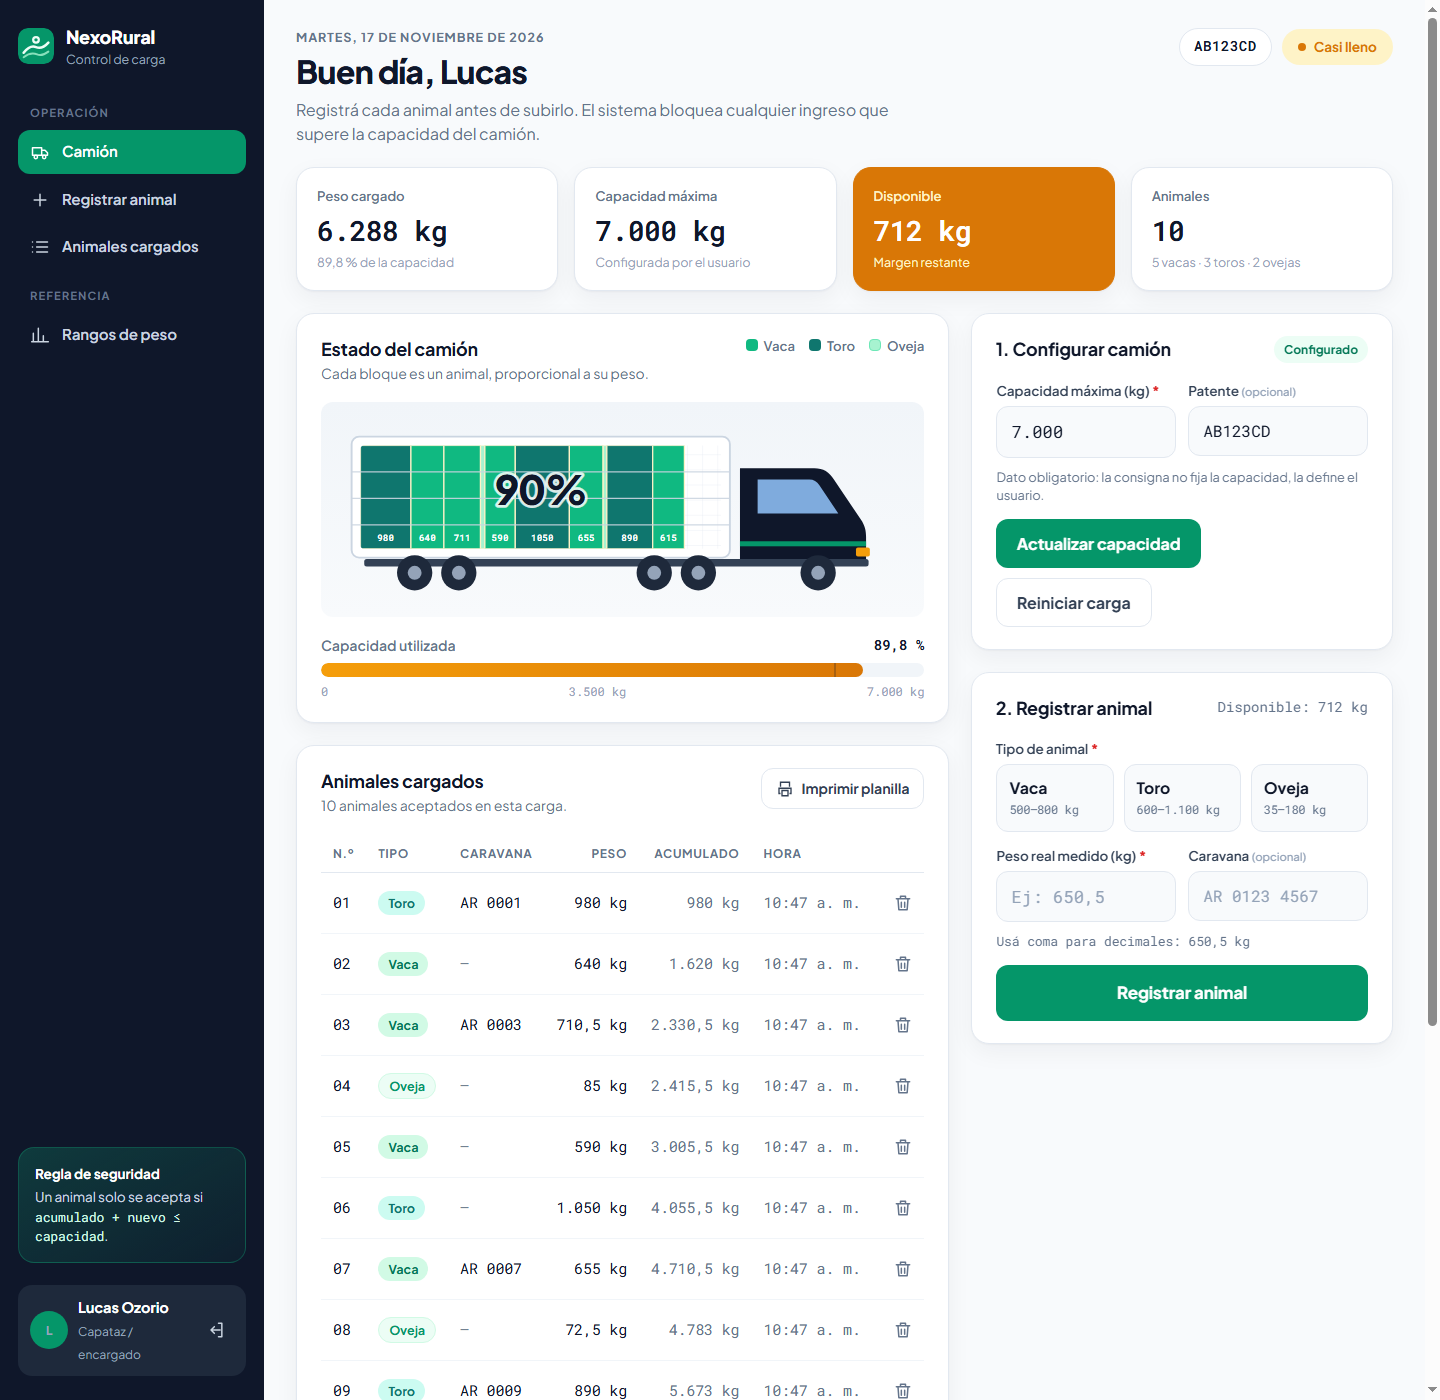 NexoRural
Control de carga
OPERACIÓN
Camión
Registrar animal
Animales cargados
REFERENCIA
Rangos de peso
Regla de seguridad
Un animal solo se acepta si
acumulado + nuevo ≤
capacidad.
L
Lucas Ozorio
Capataz /
encargado
MARTES, 17 DE NOVIEMBRE DE 2026
Buen día, Lucas
Registrá cada animal antes de subirlo. El sistema bloquea cualquier ingreso que
supere la capacidad del camión.
AB123CD
Casi lleno
Peso cargado
6.288 kg
89,8 % de la capacidad
Capacidad máxima
7.000 kg
Configurada por el usuario
Disponible
712 kg
Margen restante
Animales
10
5 vacas · 3 toros · 2 ovejas
Estado del camión
Vaca Toro Oveja
Cada bloque es un animal, proporcional a su peso.
90%
980 640 711 590 1050 655 890 615
Capacidad utilizada 89,8 %
0 3.500 kg 7.000 kg
Animales cargados
10 animales aceptados en esta carga.
Imprimir planilla
N.º TIPO CARAVANA PESO ACUMULADO HORA
01 Toro AR 0001 980 kg 980 kg 10:47 a. m.
02 Vaca — 640 kg 1.620 kg 10:47 a. m.
03 Vaca AR 0003 710,5 kg 2.330,5 kg 10:47 a. m.
04 Oveja — 85 kg 2.415,5 kg 10:47 a. m.
05 Vaca — 590 kg 3.005,5 kg 10:47 a. m.
06 Toro — 1.050 kg 4.055,5 kg 10:47 a. m.
07 Vaca AR 0007 655 kg 4.710,5 kg 10:47 a. m.
08 Oveja — 72,5 kg 4.783 kg 10:47 a. m.
09 Toro AR 0009 890 kg 5.673 kg 10:47 a. m.
1. Configurar camión
Configurado
Capacidad máxima (kg) * Patente (opcional)
7.000 AB123CD
Dato obligatorio: la consigna no fija la capacidad, la define el
usuario.
Actualizar capacidad
Reiniciar carga
2. Registrar animal
Disponible: 712 kg
Tipo de animal *
Vaca Toro Oveja
500–800 kg 600–1.100 kg 35–180 kg
Peso real medido (kg) * Caravana (opcional)
Ej: 650,5 AR 0123 4567
Usá coma para decimales: 650,5 kg
Registrar animal